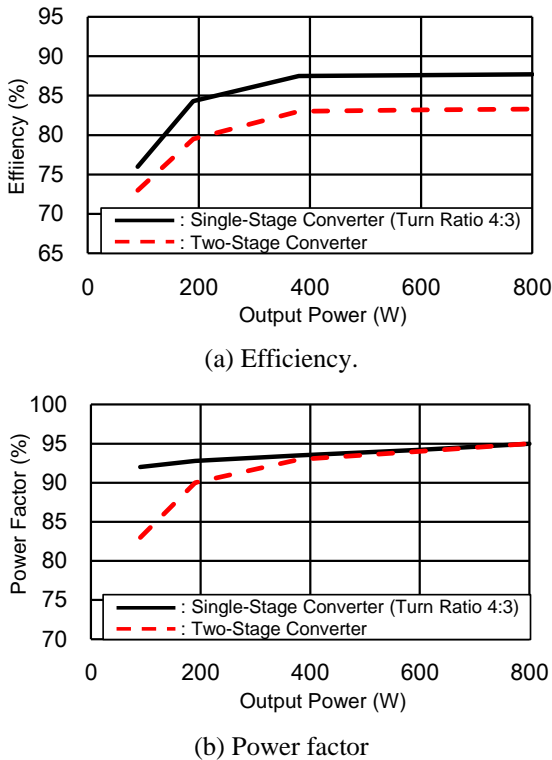 95
90
85
80
75
70
65
Effiiiency (%)
: Single-Stage Converter (Turn Ratio 4:3)
: Two-Stage Converter
0 200 400 600 800
Output Power (W)
(a) Efficiency.
100
95
90
85
80
75
70
Power Factor (%)
: Single-Stage Converter (Turn Ratio 4:3)
: Two-Stage Converter
0 200 400 600 800
Output Power (W)
(b) Power factor